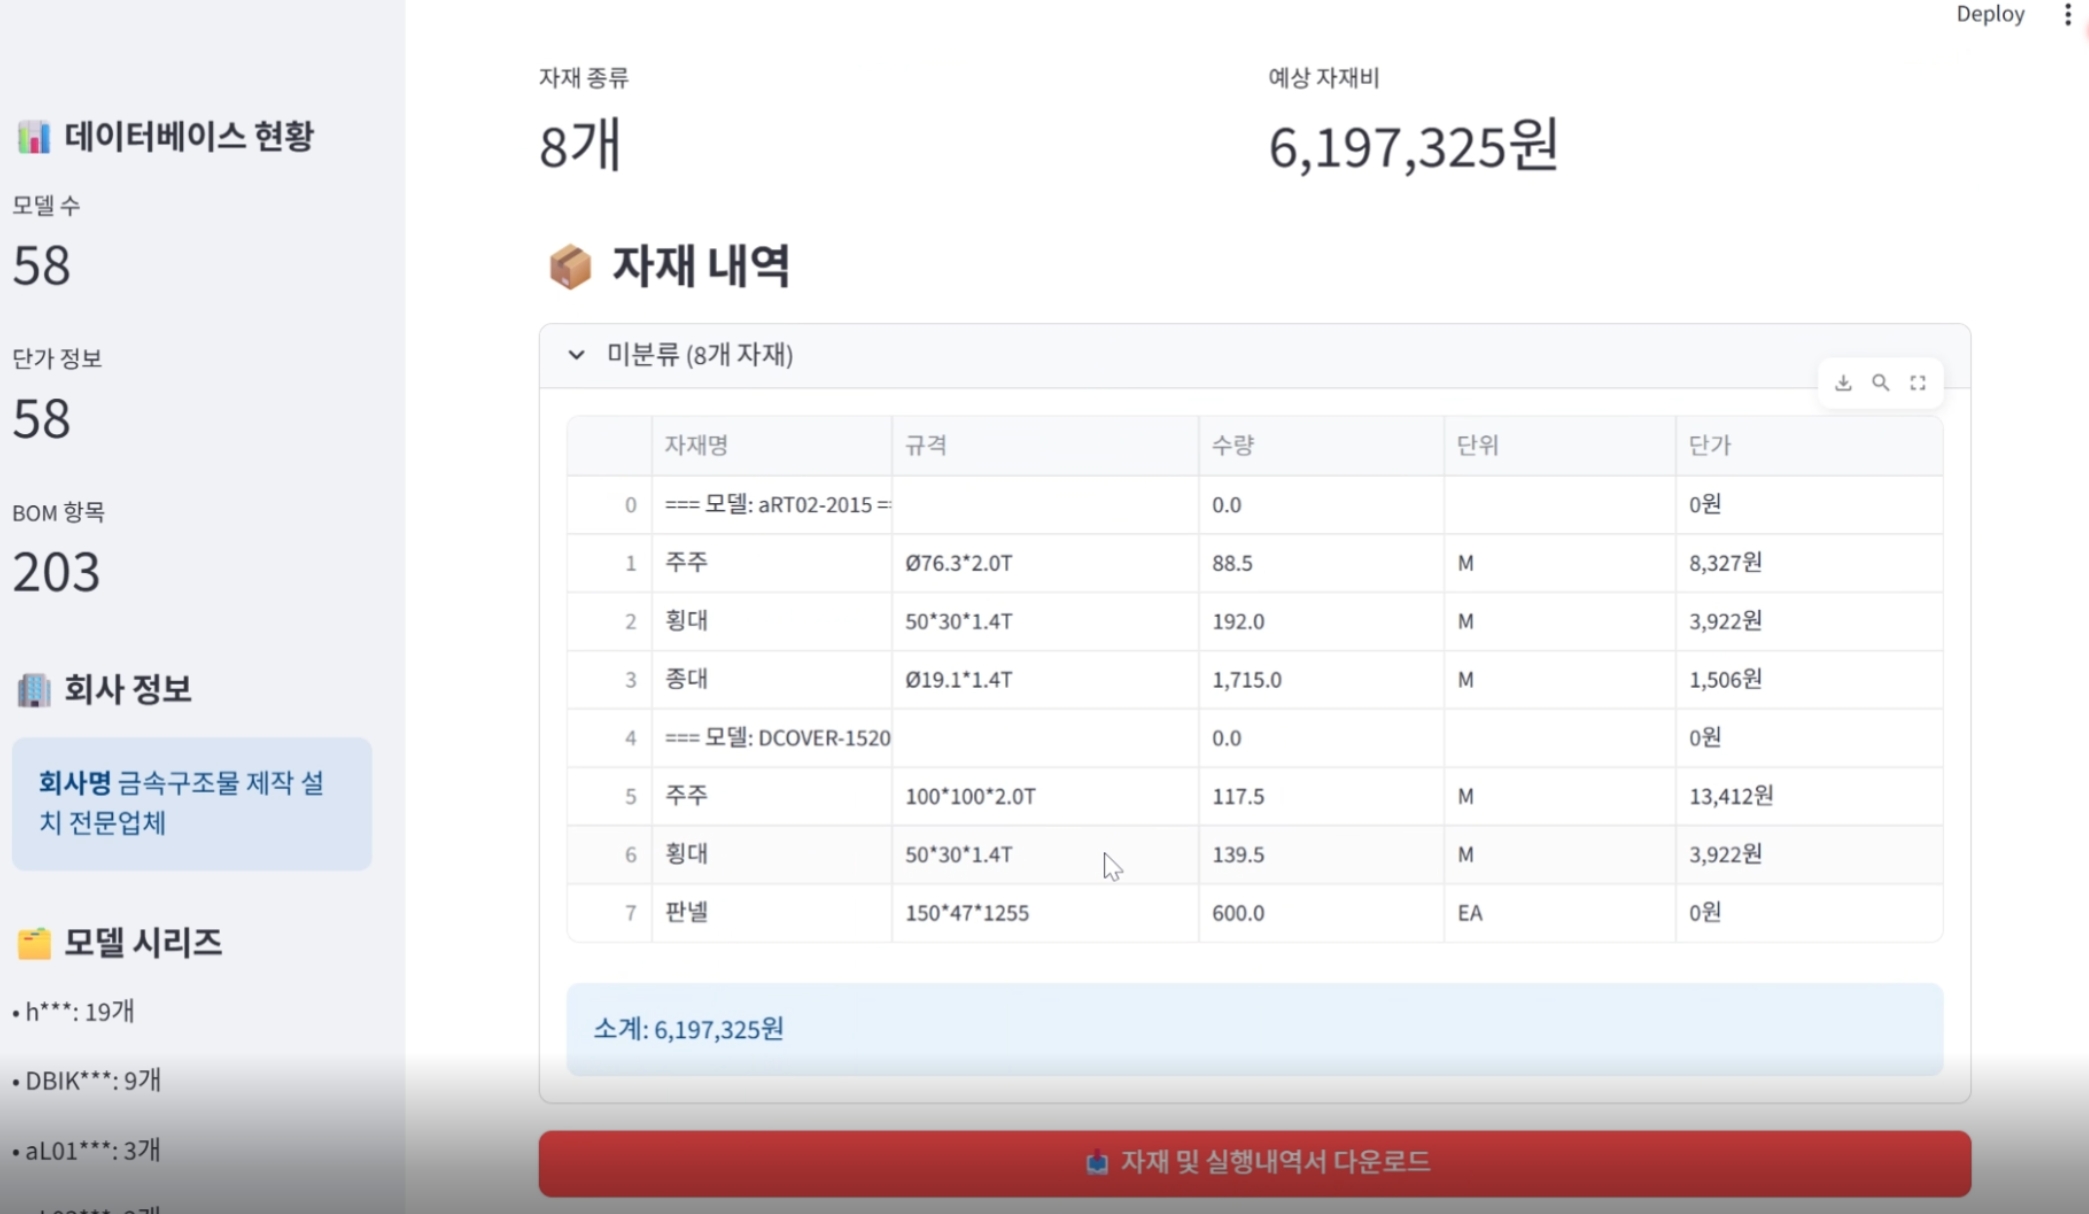 Deploy
데이터베이스 현황
모델 수
58
단가 정보
58
BOM 항목
203
회사 정보
회사명 금속구조물 제작 설
치 전문업체
모델 시리즈
• h***: 19개
• DBIK***: 9개
• aL01***: 3개
자재 종류
8개
예상 자재비
6,197,325원
자재 내역
미분류 (8개 자재)
자재명 규격 수량 단위 단가
0 === 모델: aRT02-2015 = 0.0 0원
1 주주 Ø76.3*2.0T 88.5 M 8,327원
2 횡대 50*30*1.4T 192.0 M 3,922원
3 종대 Ø19.1*1.4T 1,715.0 M 1,506원
4 === 모델: DCOVER-1520 0.0 0원
5 주주 100*100*2.0T 117.5 M 13,412원
6 횡대 50*30*1.4T 139.5 M 3,922원
7 판넬 150*47*1255 600.0 EA 0원
소계: 6,197,325원
자재 및 실행내역서 다운로드